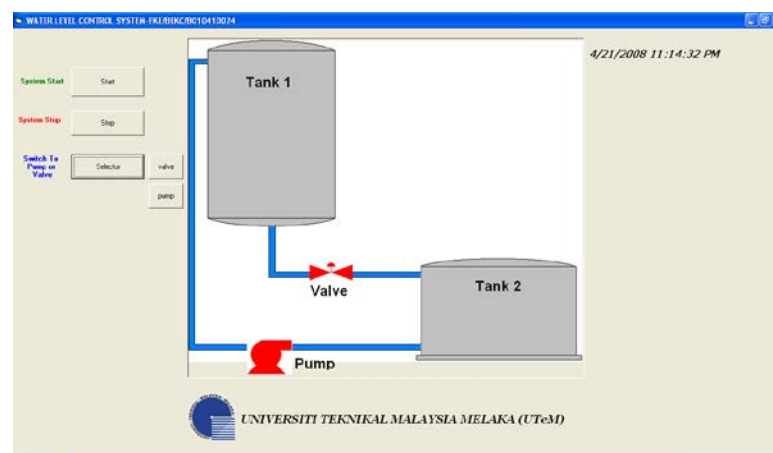 WATER LEVEL CONTROL SYSTEM-FKE/BEKC/B010410024
4/21/2008 11:14:32 PM
System Start
Start
System Stop
Stop
Switch To
Pump or
Valve
Selector
valve
pump
Tank 1
Valve
Tank 2
Pump
UNIVERSITI TEKNIKAL MALAYSIA MELAKA (UTeM)